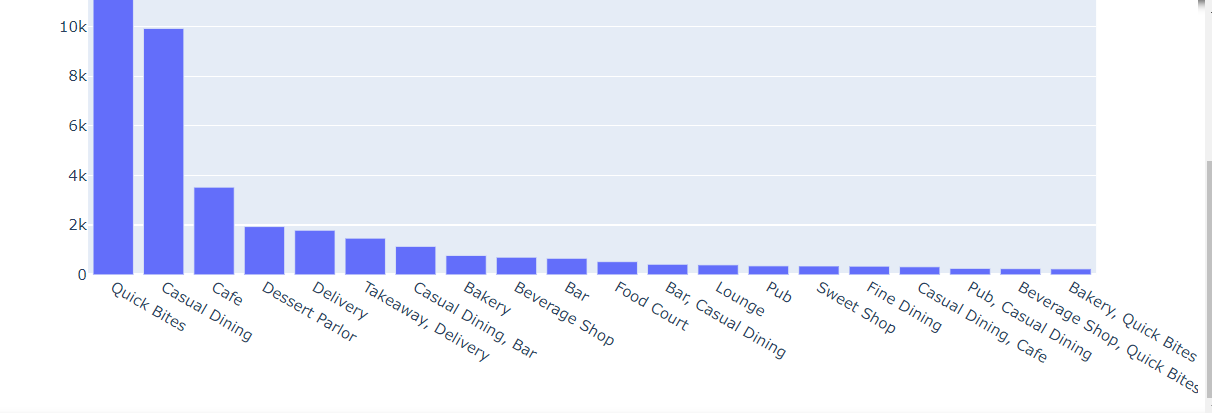 10k
8k
6k
4k
2k
0
Quick Bites
Casual Dining
Cafe
Dessert Parlor
Delivery
Takeaway, Delivery
Casual Dining, Bar
Bakery
Beverage Shop
Bar
Food Court
Bar, Casual Dining
Lounge
Pub
Sweet Shop
Fine Dining
Casual Dining, Cafe
Pub, Casual Dining
Beverage Shop, Quick Bites
Bakery, Quick Bites